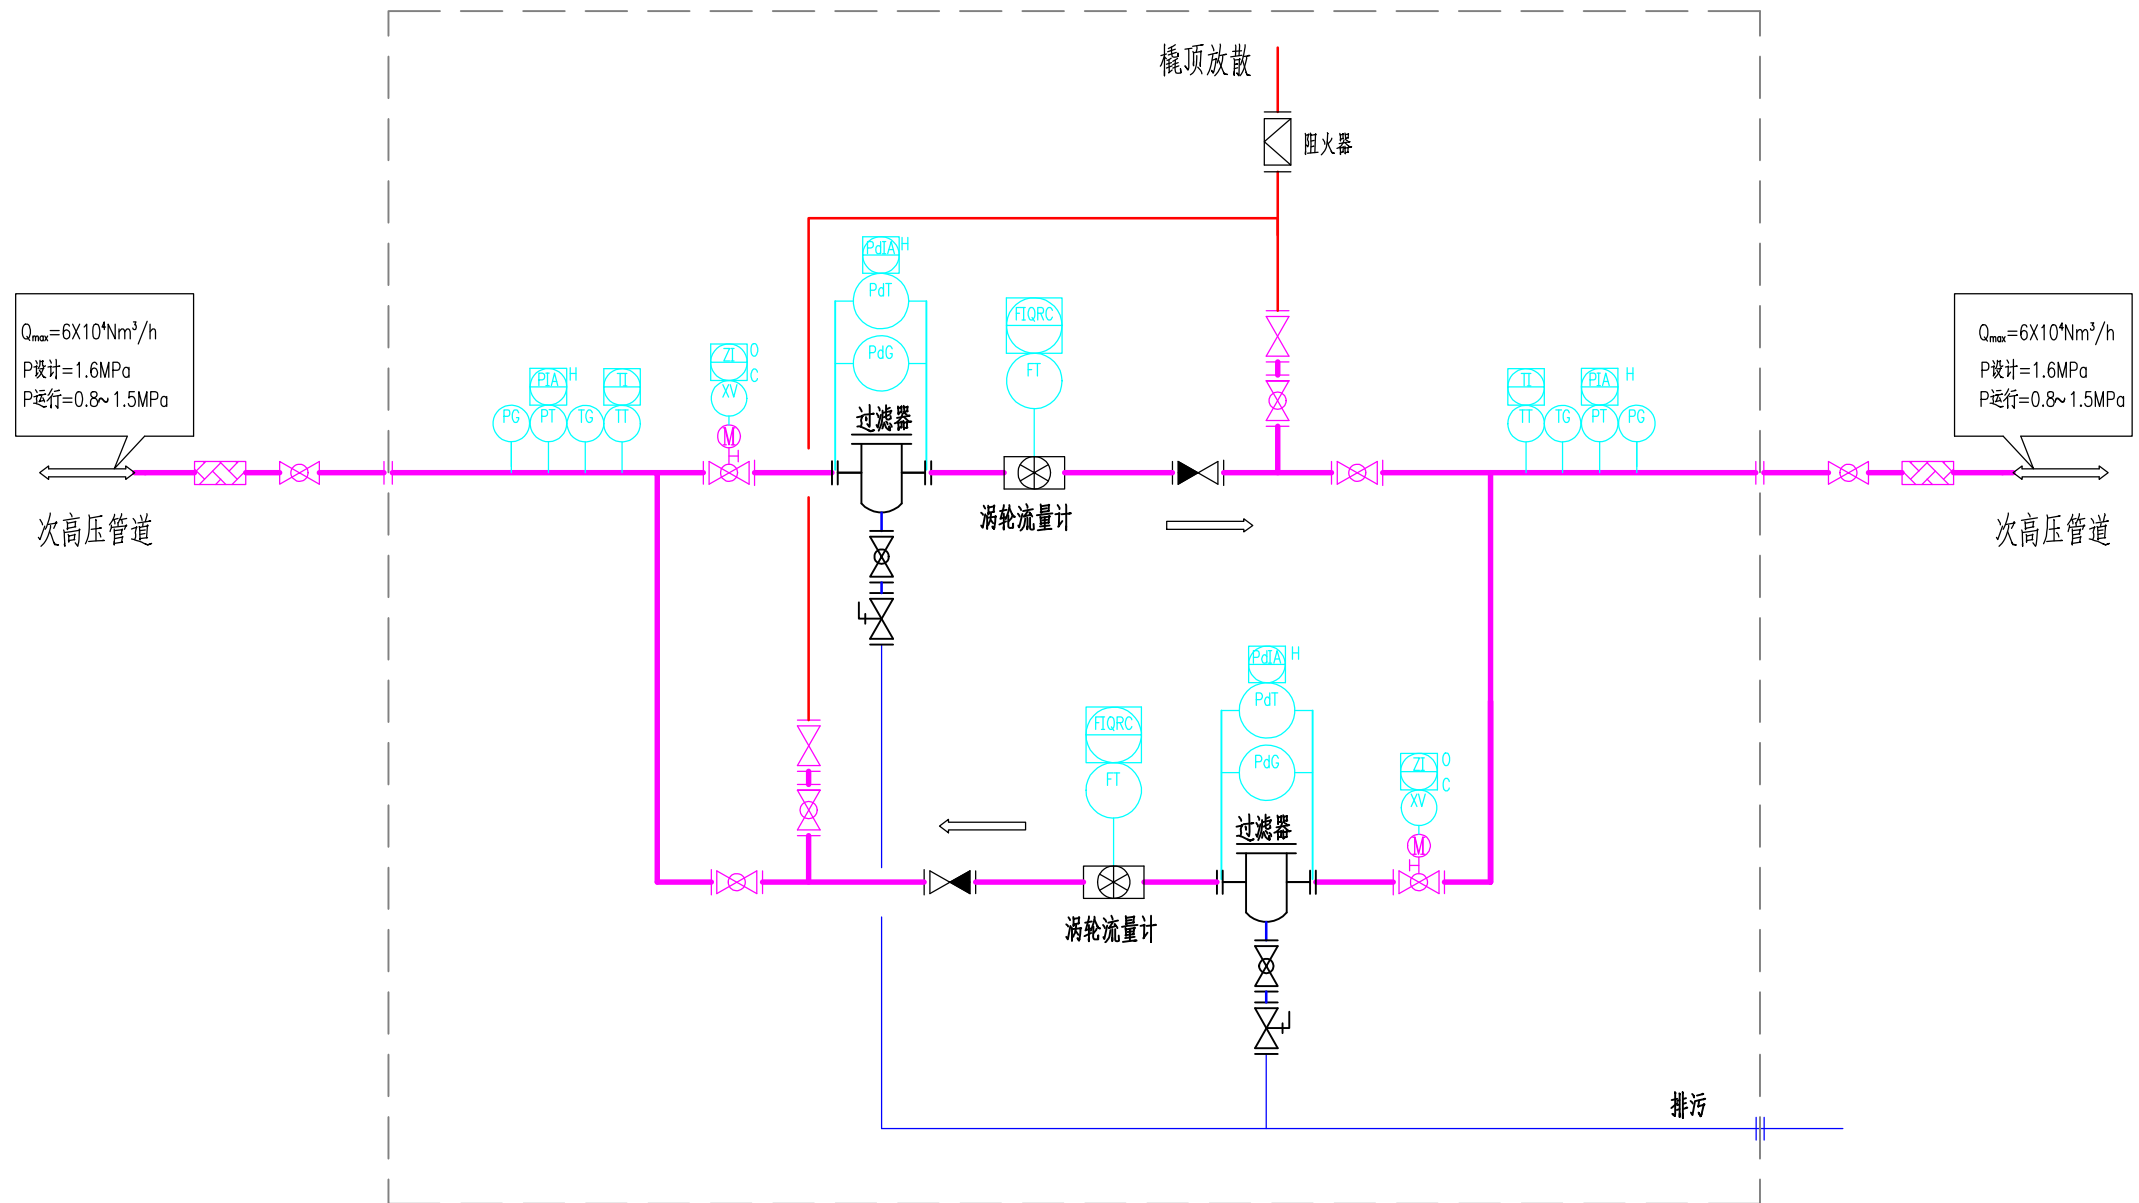 橇顶放散
阻火器
PdIA H
PdT
PdG
过滤器
FIQRC
FT
Qmax=6X10⁴Nm³/h
P设计=1.6MPa
P运行=0.8~1.5MPa
次高压管道
PIA H
TI
PG PT TG TT
ZI O
C
XV
M
H
涡轮流量计
TI
PIA H
TT TG PT PG
Qmax=6X10⁴Nm³/h
P设计=1.6MPa
P运行=0.8~1.5MPa
次高压管道
PdIA H
PdT
PdG
过滤器
FIQRC
FT
涡轮流量计
ZI O
C
XV
M
H
排污